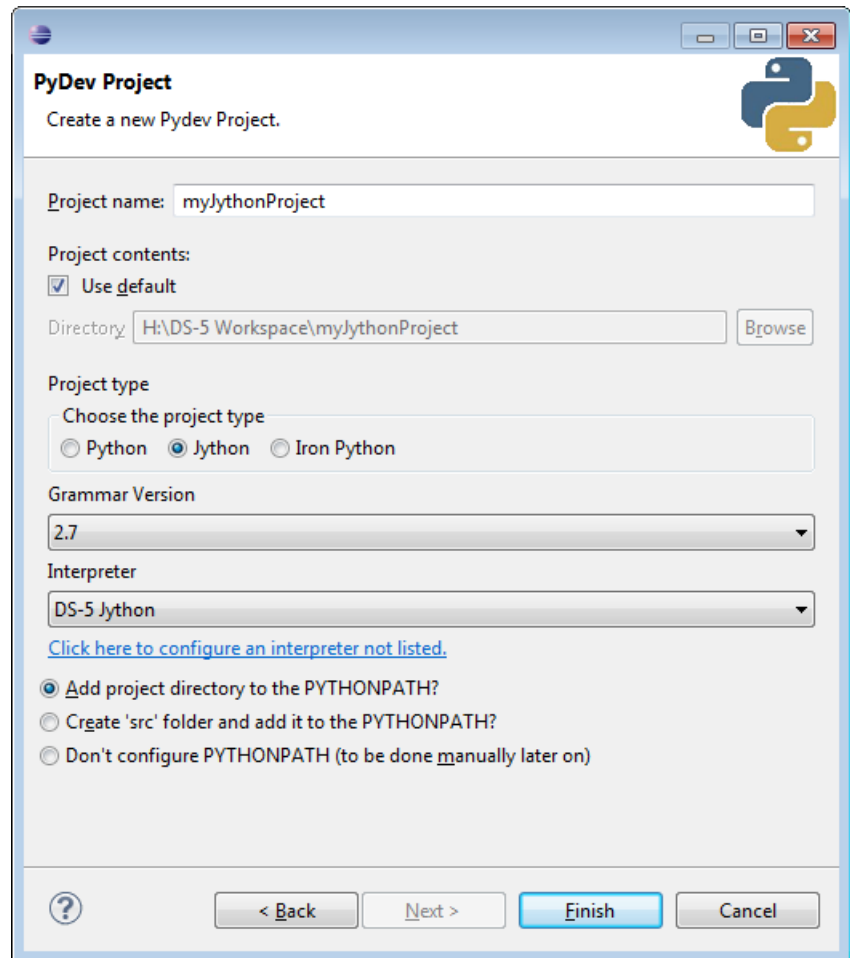 PyDev Project
Create a new Pydev Project.
Project name: myJythonProject
Project contents:
Use default
Directory H:\DS-5 Workspace\myJythonProject Browse
Project type
Choose the project type
Python Jython Iron Python
Grammar Version
2.7
Interpreter
DS-5 Jython
Click here to configure an interpreter not listed.
Add project directory to the PYTHONPATH?
Create 'src' folder and add it to the PYTHONPATH?
Don't configure PYTHONPATH (to be done manually later on)
? < Back Next > Finish Cancel